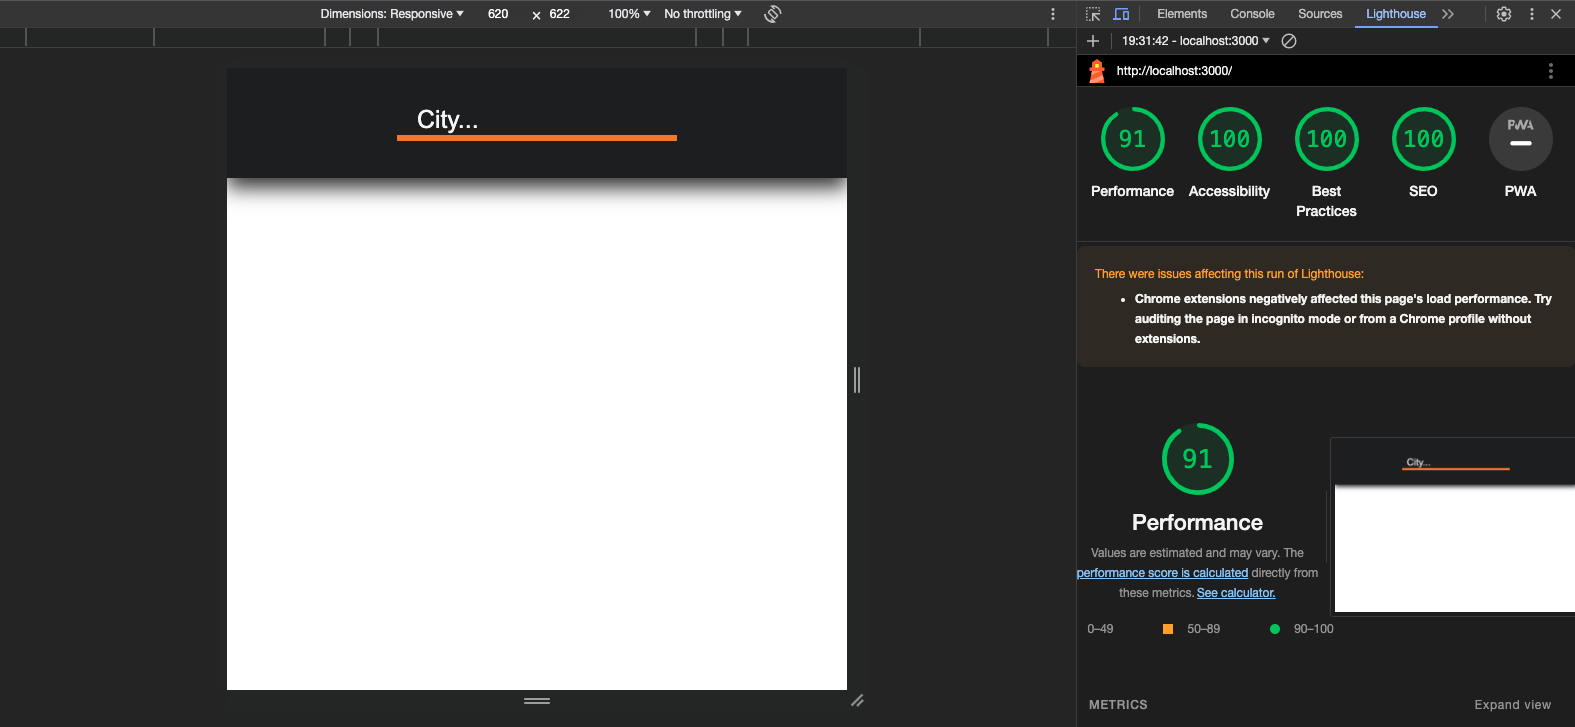 Dimensions: Responsive 620 × 622 100% No throttling
Elements Console Sources Lighthouse
19:31:42 - localhost:3000
http://localhost:3000/
City...
91 100 100 100 PWA
Performance Accessibility Best Practices SEO PWA
There were issues affecting this run of Lighthouse:
Chrome extensions negatively affected this page's load performance. Try
auditing the page in incognito mode or from a Chrome profile without
extensions.
91
City...
Performance
Values are estimated and may vary. The
performance score is calculated directly from
these metrics. See calculator.
0–49 50–89 90–100
METRICS Expand view